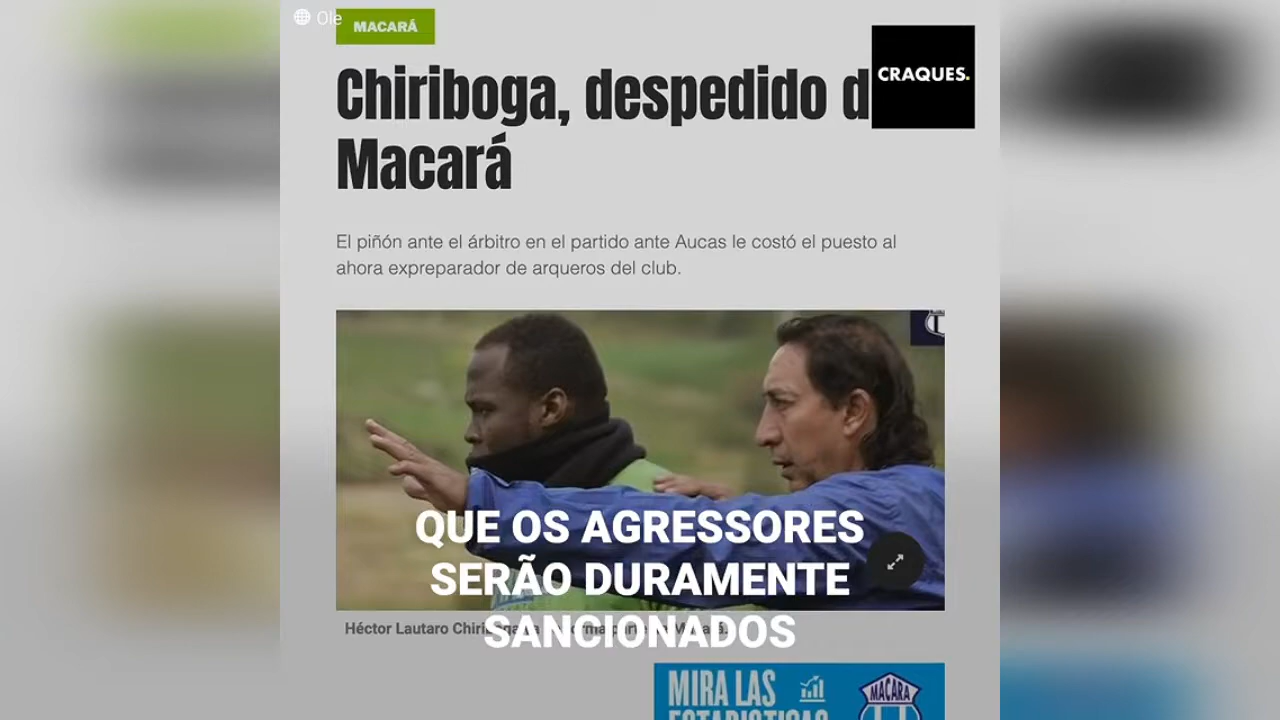 Ole
MACARÁ
CRAQUES.
Chiriboga, despedido d
Macará
El piñón ante el árbitro en el partido ante Aucas le costó el puesto al
ahora expreparador de arqueros del club.
QUE OS AGRESSORES
SERÃO DURAMENTE
SANCIONADOS
Héctor Lautaro
MIRA LAS
ESTADISTICAS
MACARA